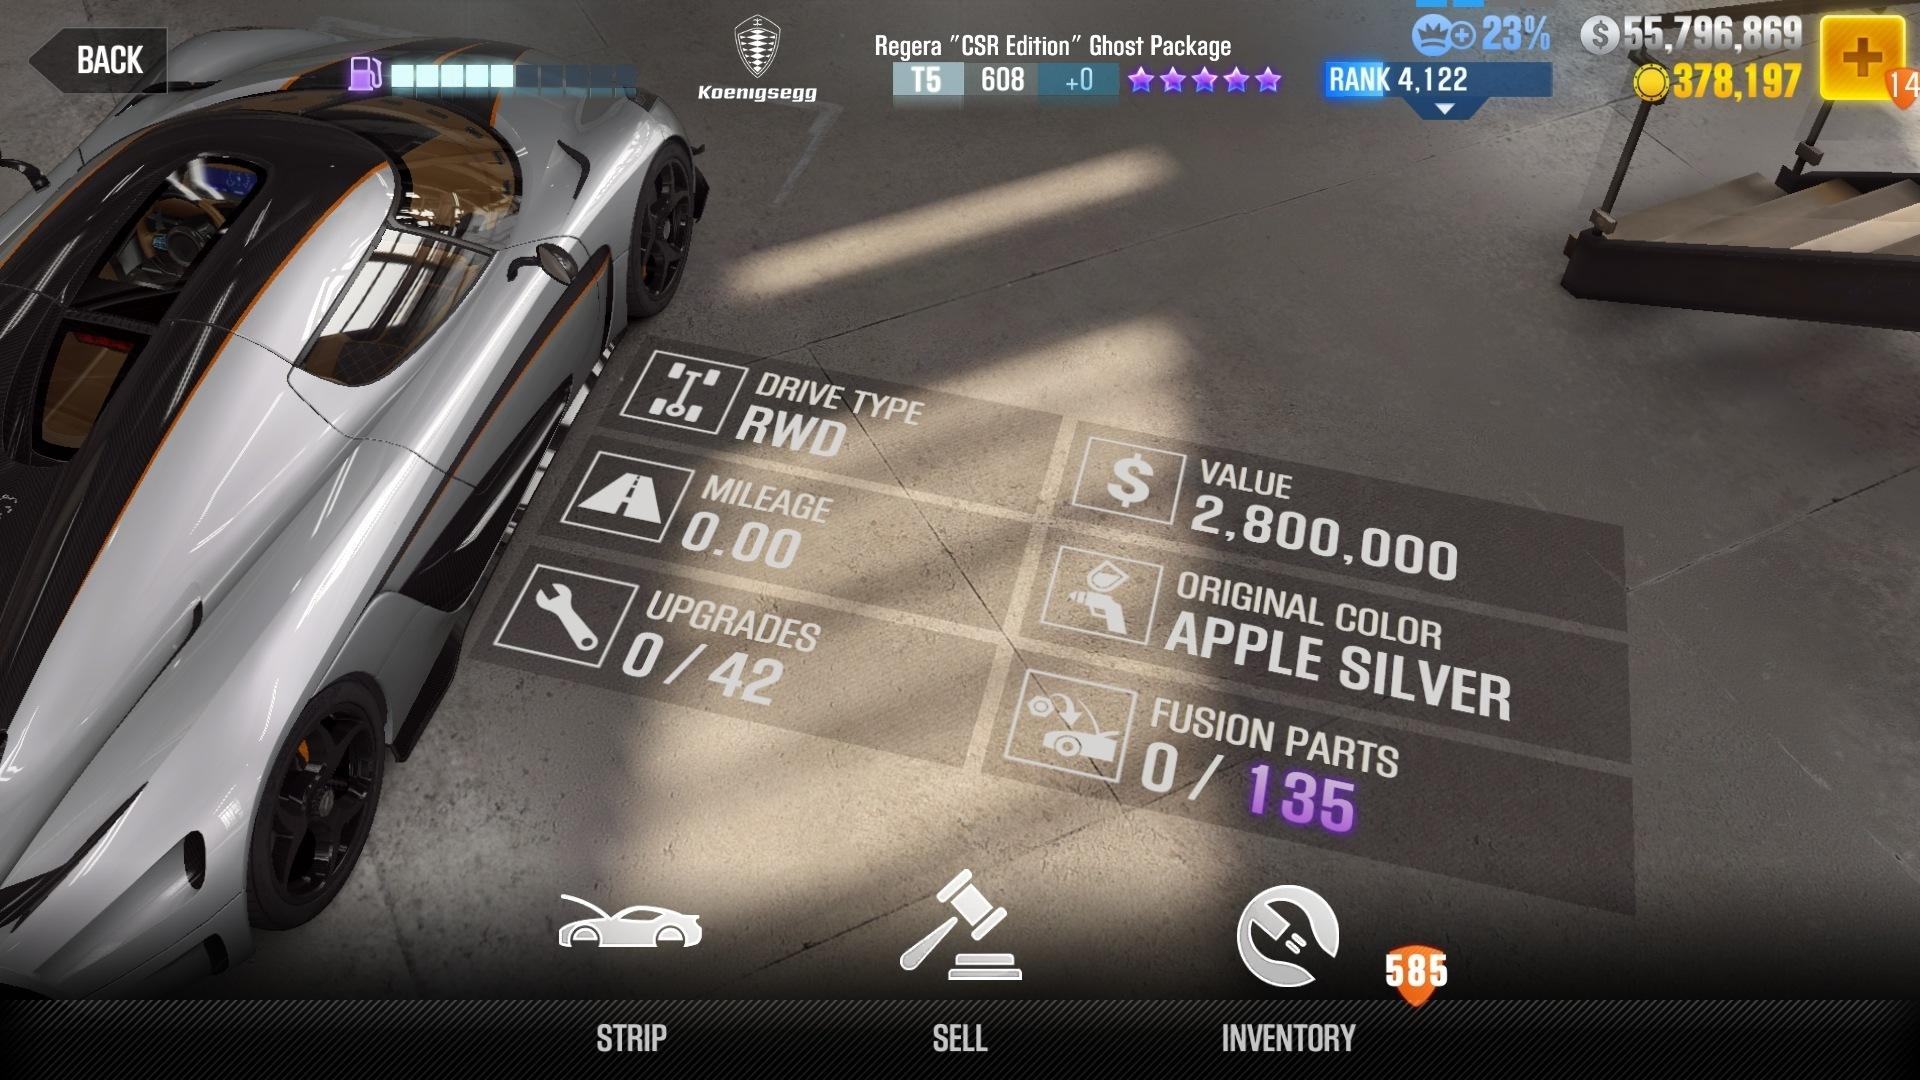 BACK
Koenigsegg
Regera "CSR Edition" Ghost Package
T5 608 +0
23%
RANK 4,122
55,796,869
378,197
14
DRIVE TYPE
RWD
MILEAGE
0.00
UPGRADES
0 / 42
VALUE
2,800,000
ORIGINAL COLOR
APPLE SILVER
FUSION PARTS
0 / 135
STRIP
SELL
INVENTORY
585